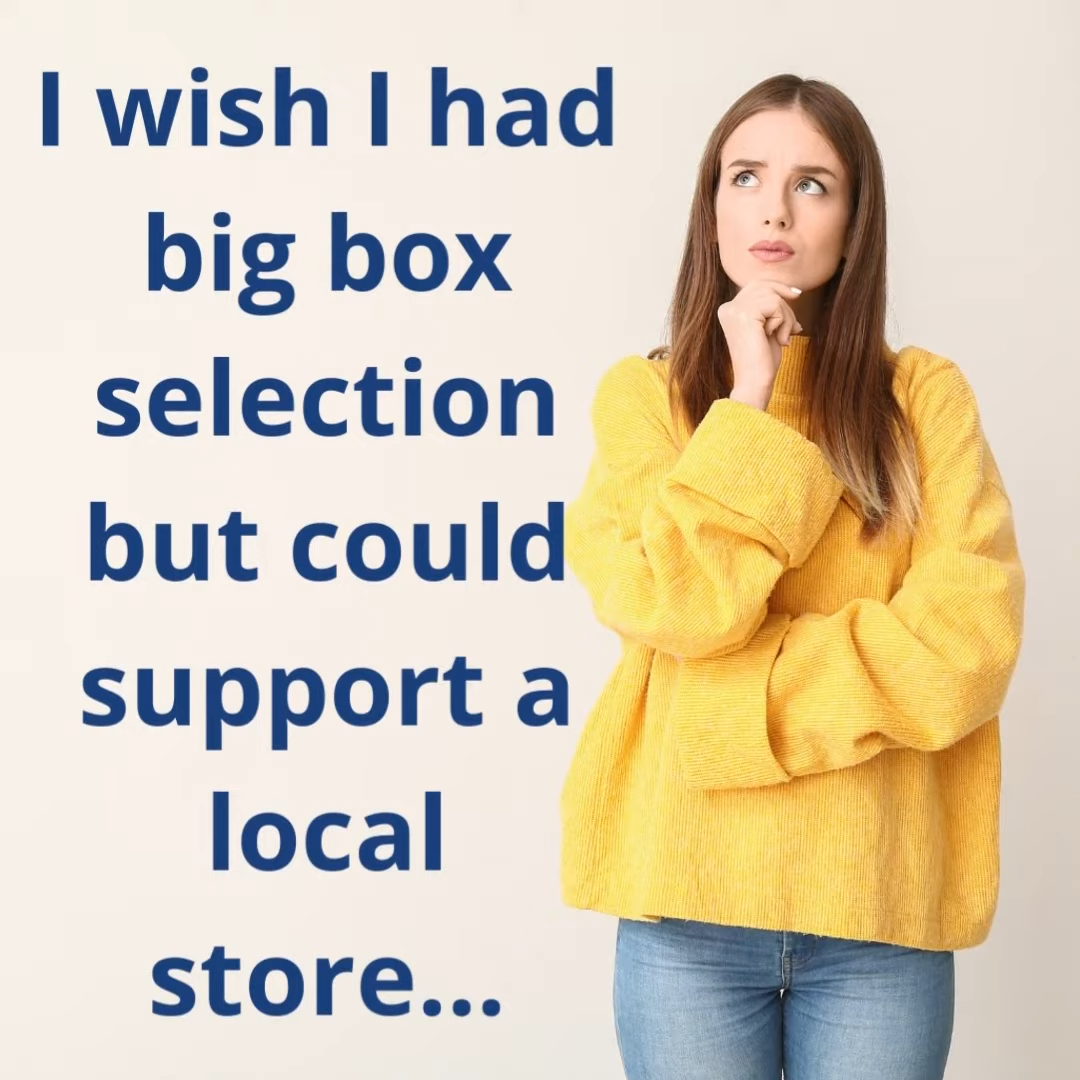 I wish I had
big box
selection
but could
support a
local
store...